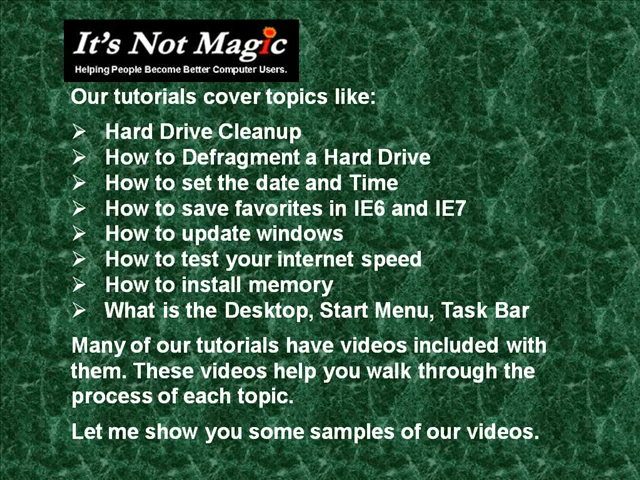 It's Not Magic
Helping People Become Better Computer Users.
Our tutorials cover topics like:
➢ Hard Drive Cleanup
➢ How to Defragment a Hard Drive
➢ How to set the date and Time
➢ How to save favorites in IE6 and IE7
➢ How to update windows
➢ How to test your internet speed
➢ How to install memory
➢ What is the Desktop, Start Menu, Task Bar
Many of our tutorials have videos included with
them. These videos help you walk through the
process of each topic.
Let me show you some samples of our videos.